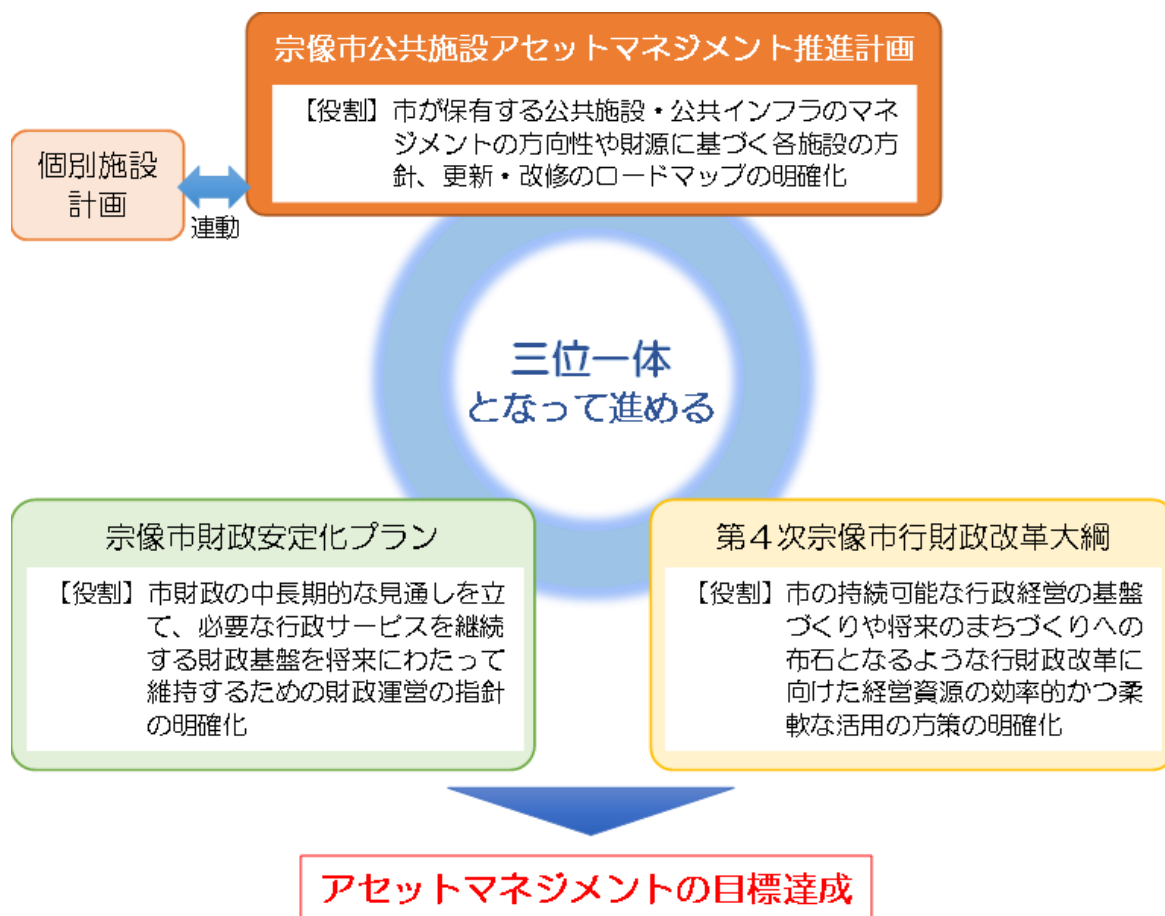 宗像市公共施設アセットマネジメント推進計画
【役割】市が保有する公共施設・公共インフラのマネ
ジメントの方向性や財源に基づく各施設の方
針、更新・改修のロードマップの明確化
個別施設
計画
連動
三位一体
となって進める
宗像市財政安定化プラン
【役割】市財政の中長期的な見通しを立
て、必要な行政サービスを継続
する財政基盤を将来にわたって
維持するための財政運営の指針
の明確化
第4次宗像市行財政改革大綱
【役割】市の持続可能な行政経営の基盤
づくりや将来のまちづくりへの
布石となるような行財政改革に
向けた経営資源の効率的かつ柔
軟な活用の方策の明確化
アセットマネジメントの目標達成